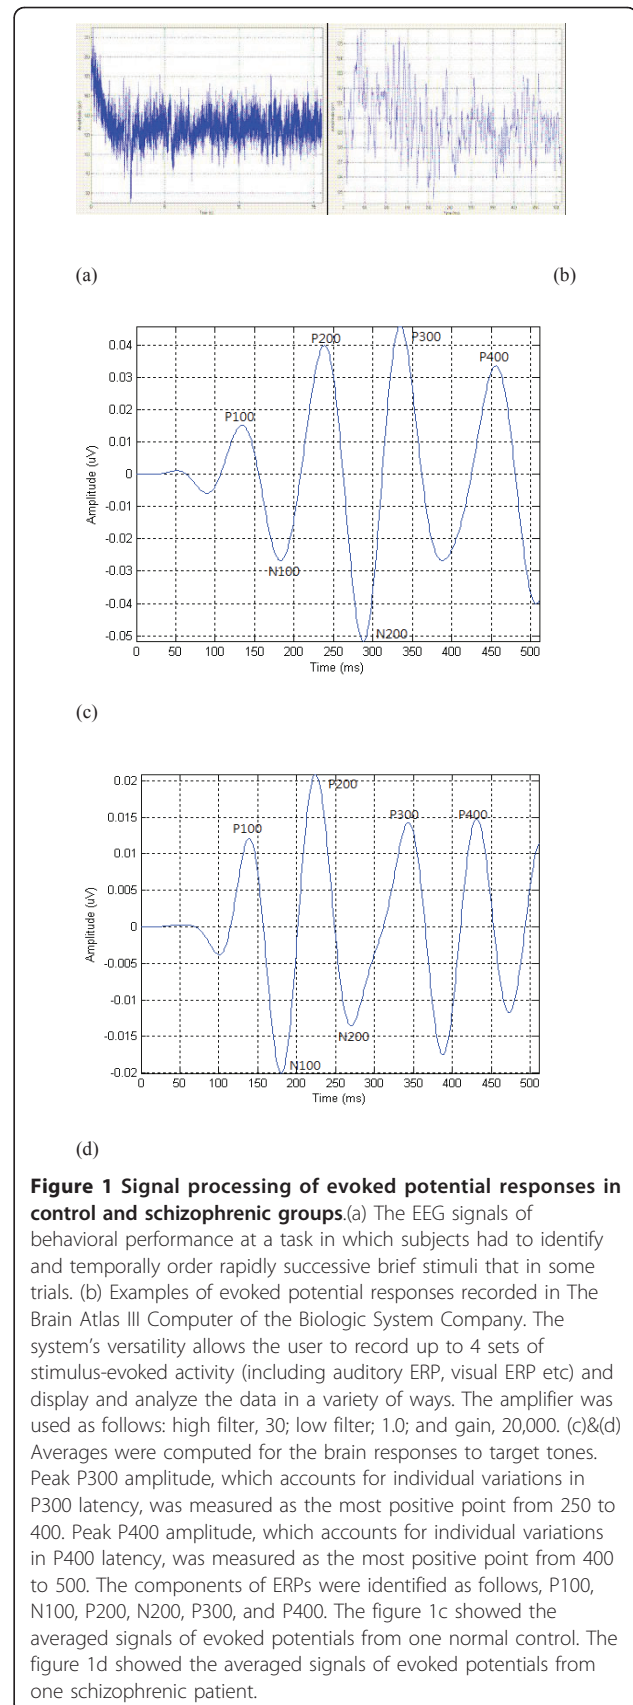 (a)
(b)
0.04
0.03
0.02
0.01
0
-0.01
-0.02
-0.03
-0.04
-0.05
Amplitude (uV)
P100
N100
P200
N200
P300
P400
0 50 100 150 200 250 300 350 400 450 500
Time (ms)
(c)
0.02
0.015
0.01
0.005
0
-0.005
-0.01
-0.015
-0.02
Amplitude (uV)
P100
N100
P200
N200
P300
P400
0 50 100 150 200 250 300 350 400 450 500
Time (ms)
(d)
Figure 1 Signal processing of evoked potential responses in
control and schizophrenic groups.(a) The EEG signals of
behavioral performance at a task in which subjects had to identify
and temporally order rapidly successive brief stimuli that in some
trials. (b) Examples of evoked potential responses recorded in The
Brain Atlas III Computer of the Biologic System Company. The
system's versatility allows the user to record up to 4 sets of
stimulus-evoked activity (including auditory ERP, visual ERP etc) and
display and analyze the data in a variety of ways. The amplifier was
used as follows: high filter, 30; low filter; 1.0; and gain, 20,000. (c)&(d)
Averages were computed for the brain responses to target tones.
Peak P300 amplitude, which accounts for individual variations in
P300 latency, was measured as the most positive point from 250 to
400. Peak P400 amplitude, which accounts for individual variations
in P400 latency, was measured as the most positive point from 400
to 500. The components of ERPs were identified as follows, P100,
N100, P200, N200, P300, and P400. The figure 1c showed the
averaged signals of evoked potentials from one normal control. The
figure 1d showed the averaged signals of evoked potentials from
one schizophrenic patient.